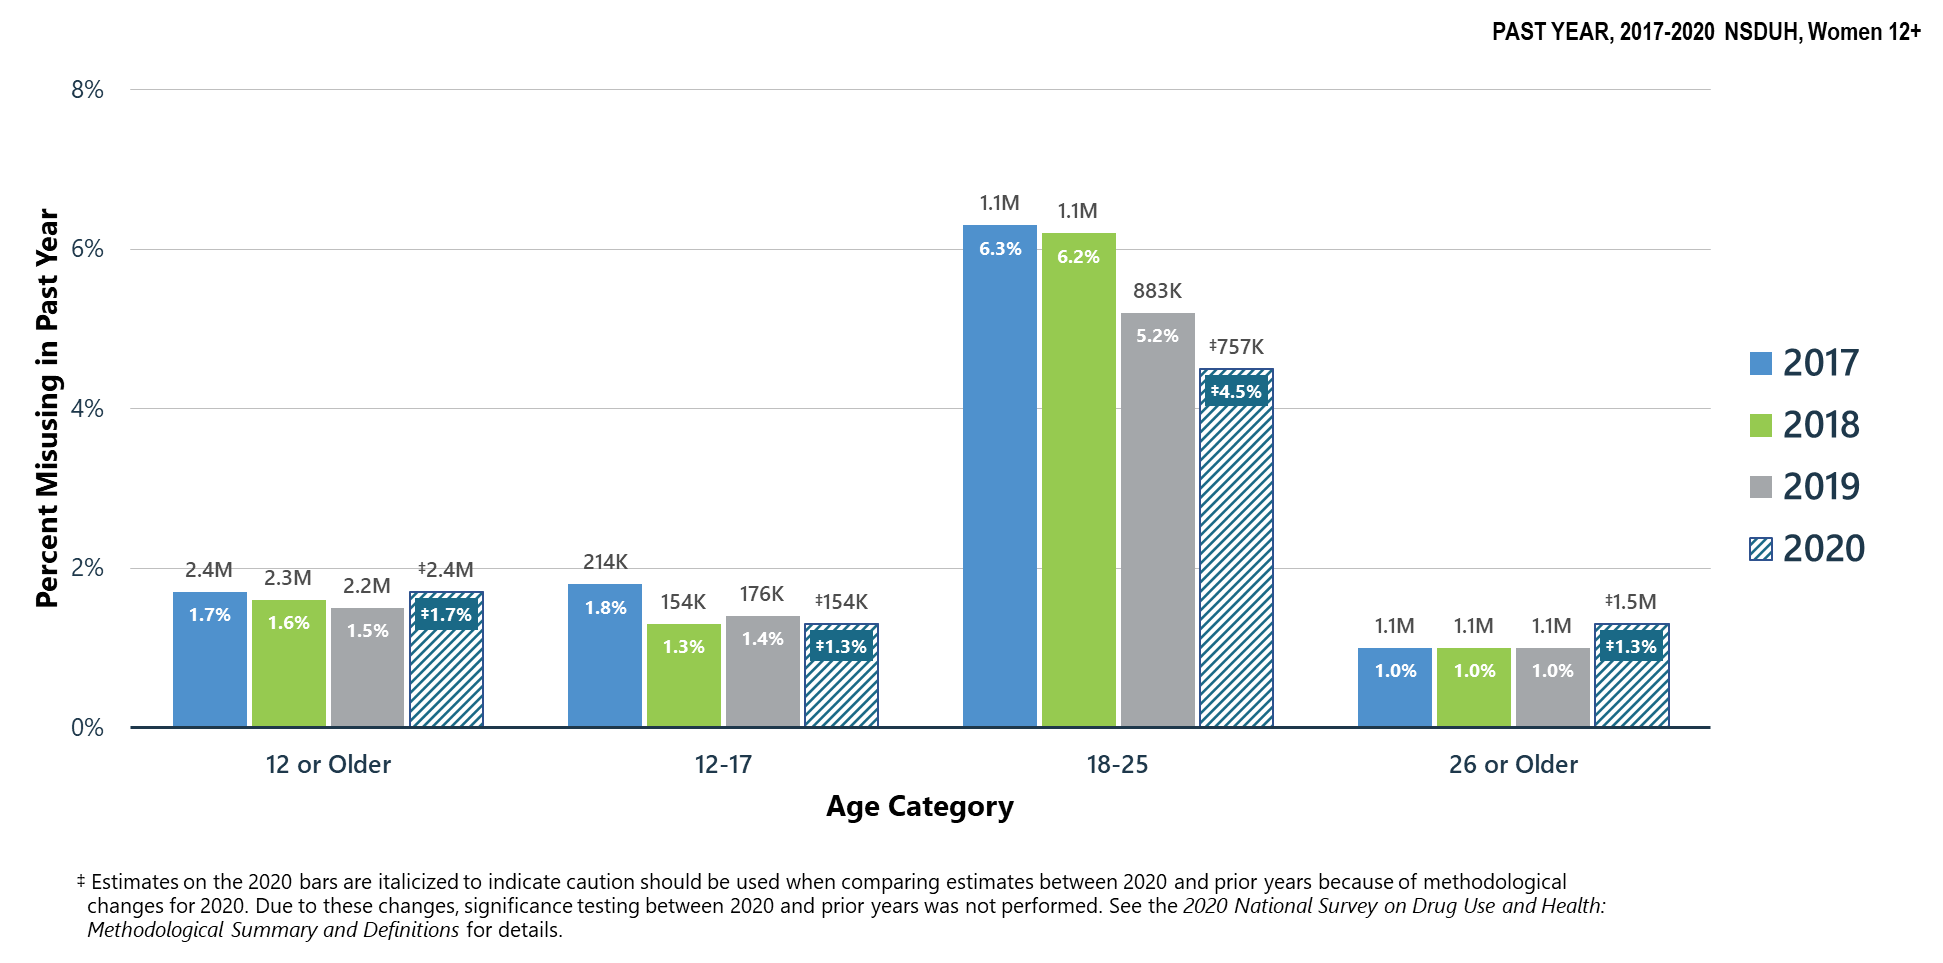 PAST YEAR, 2017-2020 NSDUH, Women 12+
Percent Misusing in Past Year
8%
6%
4%
2%
0%
2.4M
1.7%
2.3M
1.6%
2.2M
1.5%
‡2.4M
‡1.7%
214K
1.8%
154K
1.3%
176K
1.4%
‡154K
‡1.3%
1.1M
6.3%
1.1M
6.2%
883K
5.2%
‡757K
‡4.5%
1.1M
1.0%
1.1M
1.0%
1.1M
1.0%
‡1.5M
‡1.3%
12 or Older
12-17
18-25
26 or Older
Age Category
2017
2018
2019
2020
‡ Estimates on the 2020 bars are italicized to indicate caution should be used when comparing estimates between 2020 and prior years because of methodological
changes for 2020. Due to these changes, significance testing between 2020 and prior years was not performed. See the 2020 National Survey on Drug Use and Health:
Methodological Summary and Definitions for details.